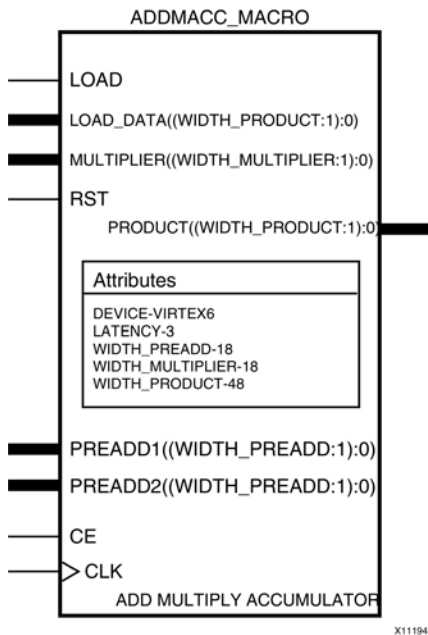 ADDMACC_MACRO
LOAD
LOAD_DATA((WIDTH_PRODUCT:1):0)
MULTIPLIER((WIDTH_MULTIPLIER:1):0)
RST
PRODUCT((WIDTH_PRODUCT:1):0)
Attributes
DEVICE-VIRTEX6
LATENCY-3
WIDTH_PREADD-18
WIDTH_MULTIPLIER-18
WIDTH_PRODUCT-48
PREADD1((WIDTH_PREADD:1):0)
PREADD2((WIDTH_PREADD:1):0)
CE
CLK
ADD MULTIPLY ACCUMULATOR
X11194